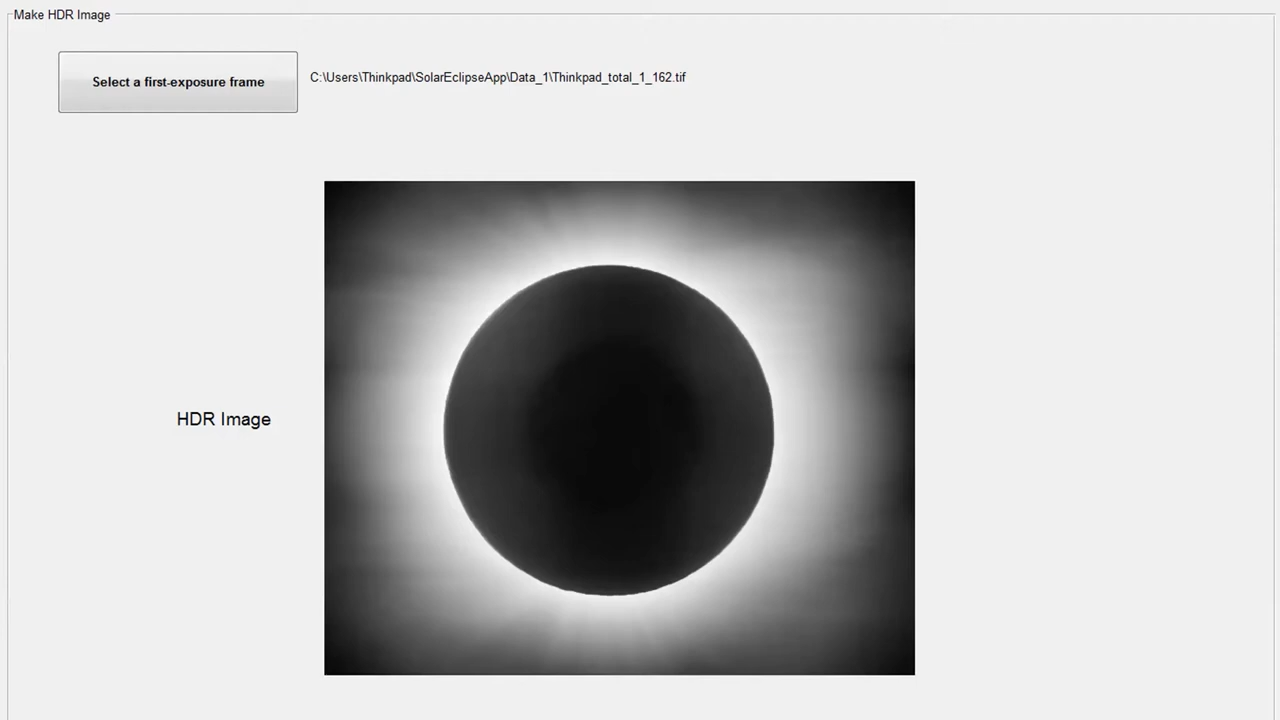 Make HDR Image
Select a first-exposure frame
C:\Users\Thinkpad\SolarEclipseApp\Data_1\Thinkpad_total_1_162.tif
HDR Image